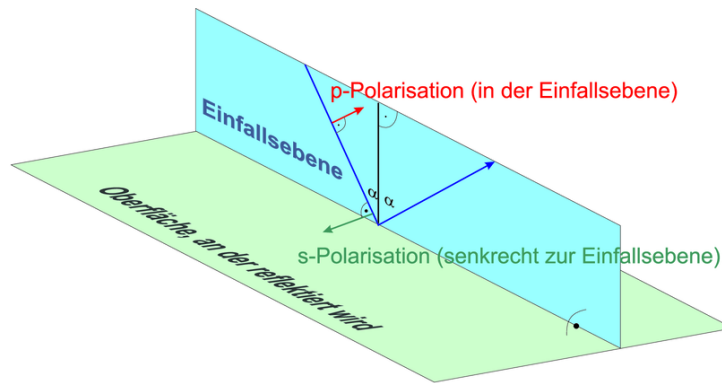 p-Polarisation (in der Einfallsebene)
Einfallsebene
α α
s-Polarisation (senkrecht zur Einfallsebene)
Oberfläche, an der reflektiert wird